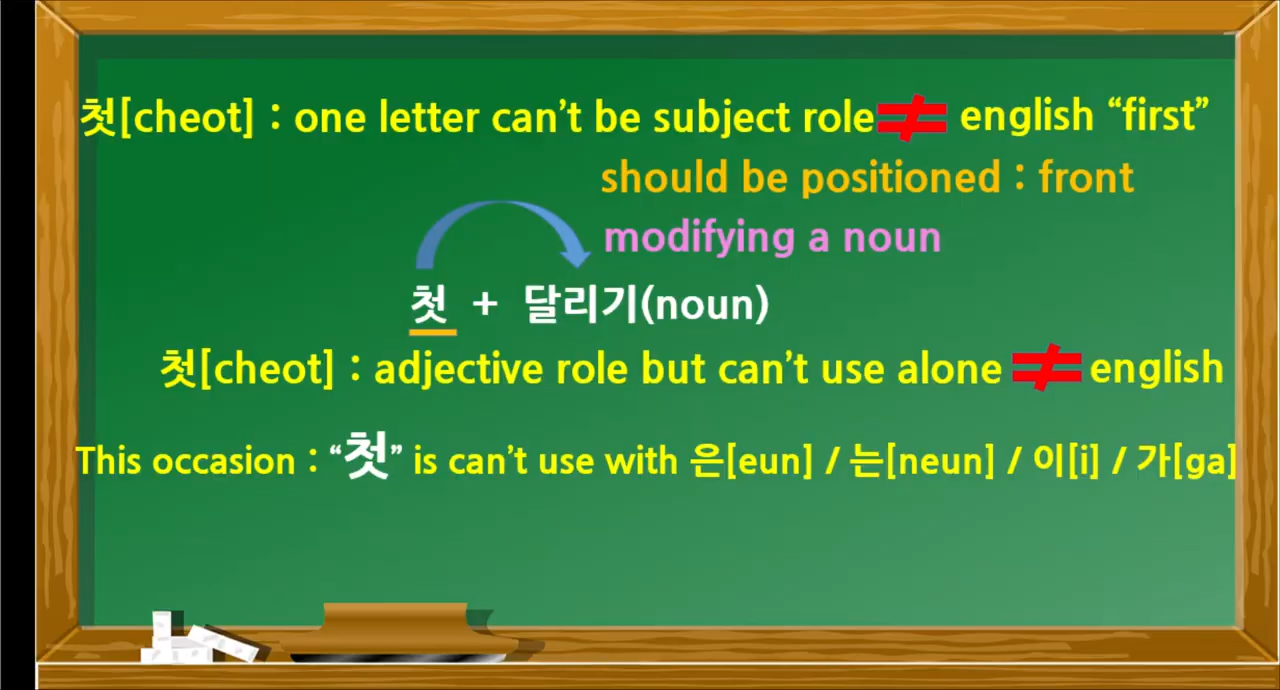 첫[cheot] : one letter can’t be subject role≠ english “first”
should be positioned : front
modifying a noun
첫 + 달리기(noun)
첫[cheot] : adjective role but can’t use alone ≠ english
This occasion : “첫” is can’t use with 은[eun] / 는[neun] / 이[i] / 가[ga]